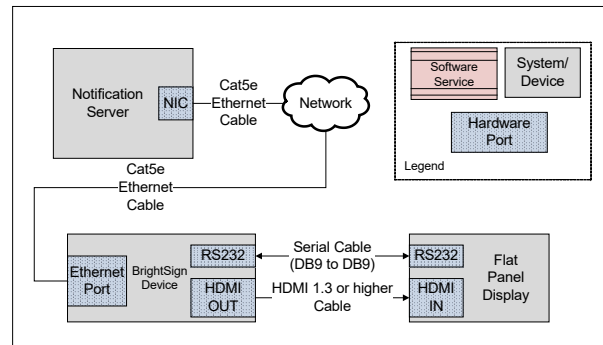 Notification
Server
NIC
Cat5e
Ethernet
Cable
Network
Software
Service
System/
Device
Hardware
Port
Legend
Cat5e
Ethernet
Cable
Ethernet
Port
BrightSign
Device
RS232
HDMI
OUT
Serial Cable
(DB9 to DB9)
HDMI 1.3 or higher
Cable
RS232
HDMI
IN
Flat
Panel
Display